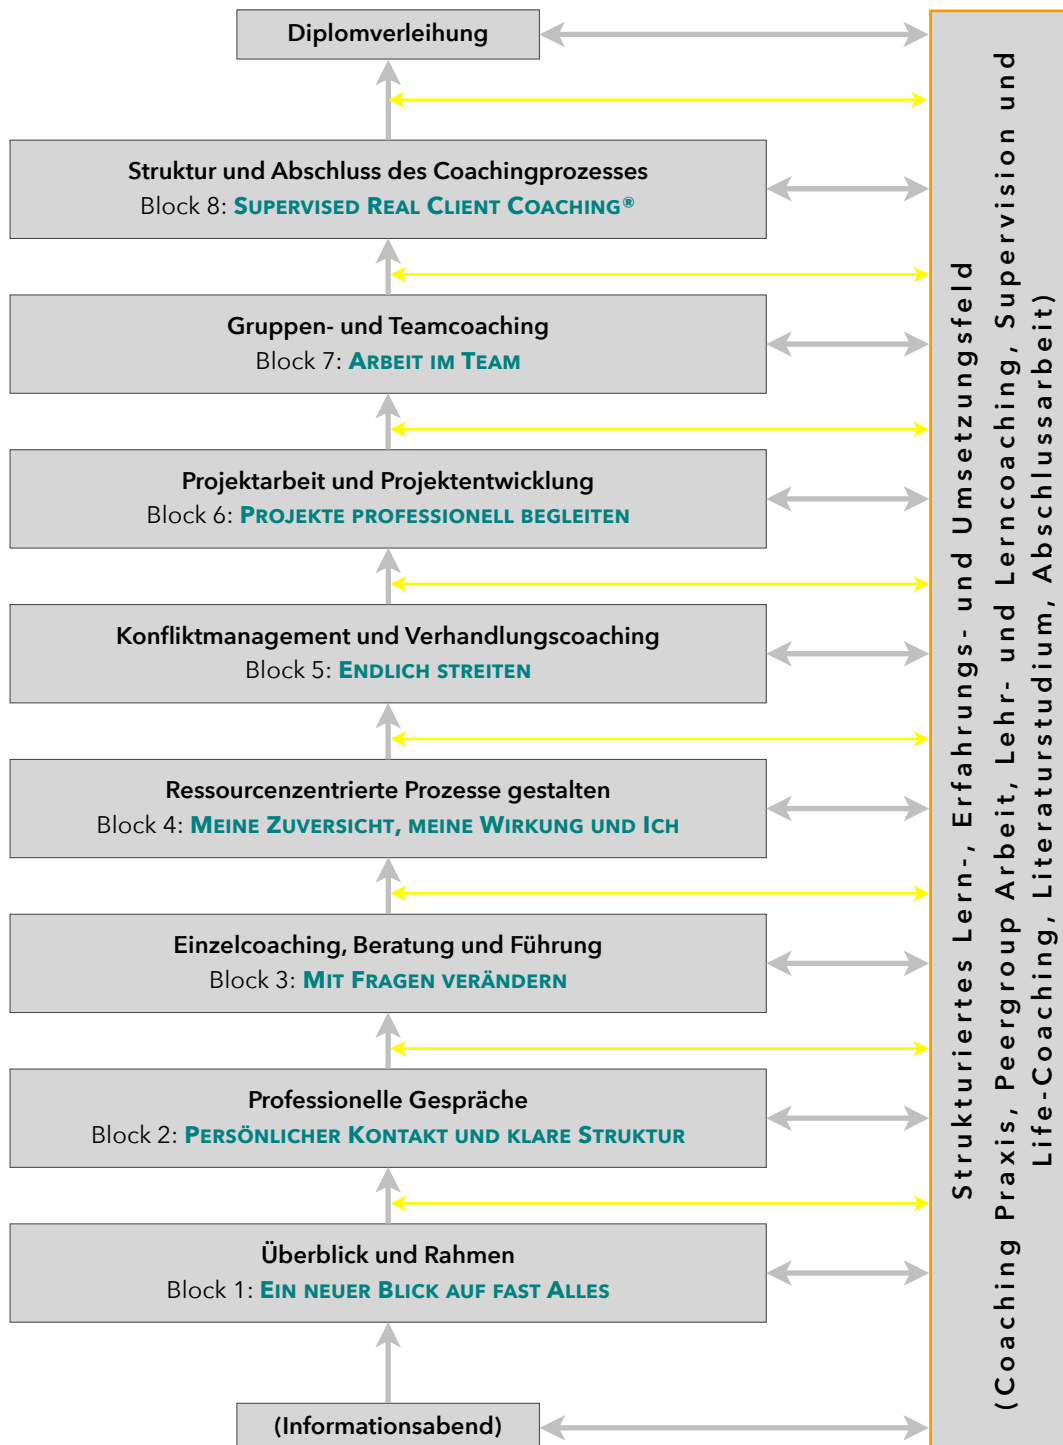 Diplomverleihung
Struktur und Abschluss des Coachingprozesses
Block 8: SUPERVISED REAL CLIENT COACHING®
Gruppen- und Teamcoaching
Block 7: ARBEIT IM TEAM
Projektarbeit und Projektentwicklung
Block 6: PROJEKTE PROFESSIONELL BEGLEITEN
Konfliktmanagement und Verhandlungscoaching
Block 5: ENDLICH STREITEN
Ressourcenzentrierte Prozesse gestalten
Block 4: MEINE ZUVERSICHT, MEINE WIRKUNG UND ICH
Einzelcoaching, Beratung und Führung
Block 3: MIT FRAGEN VERÄNDERN
Professionelle Gespräche
Block 2: PERSÖNLICHER KONTAKT UND KLARE STRUKTUR
Überblick und Rahmen
Block 1: EIN NEUER BLICK AUF FAST ALLES
(Informationsabend)
Strukturiertes Lern-, Erfahrungs- und Umsetzungsfeld
(Coaching Praxis, Peergroup Arbeit, Lehr- und Lerncoaching, Supervision und
Life-Coaching, Literaturstudium, Abschlussarbeit)